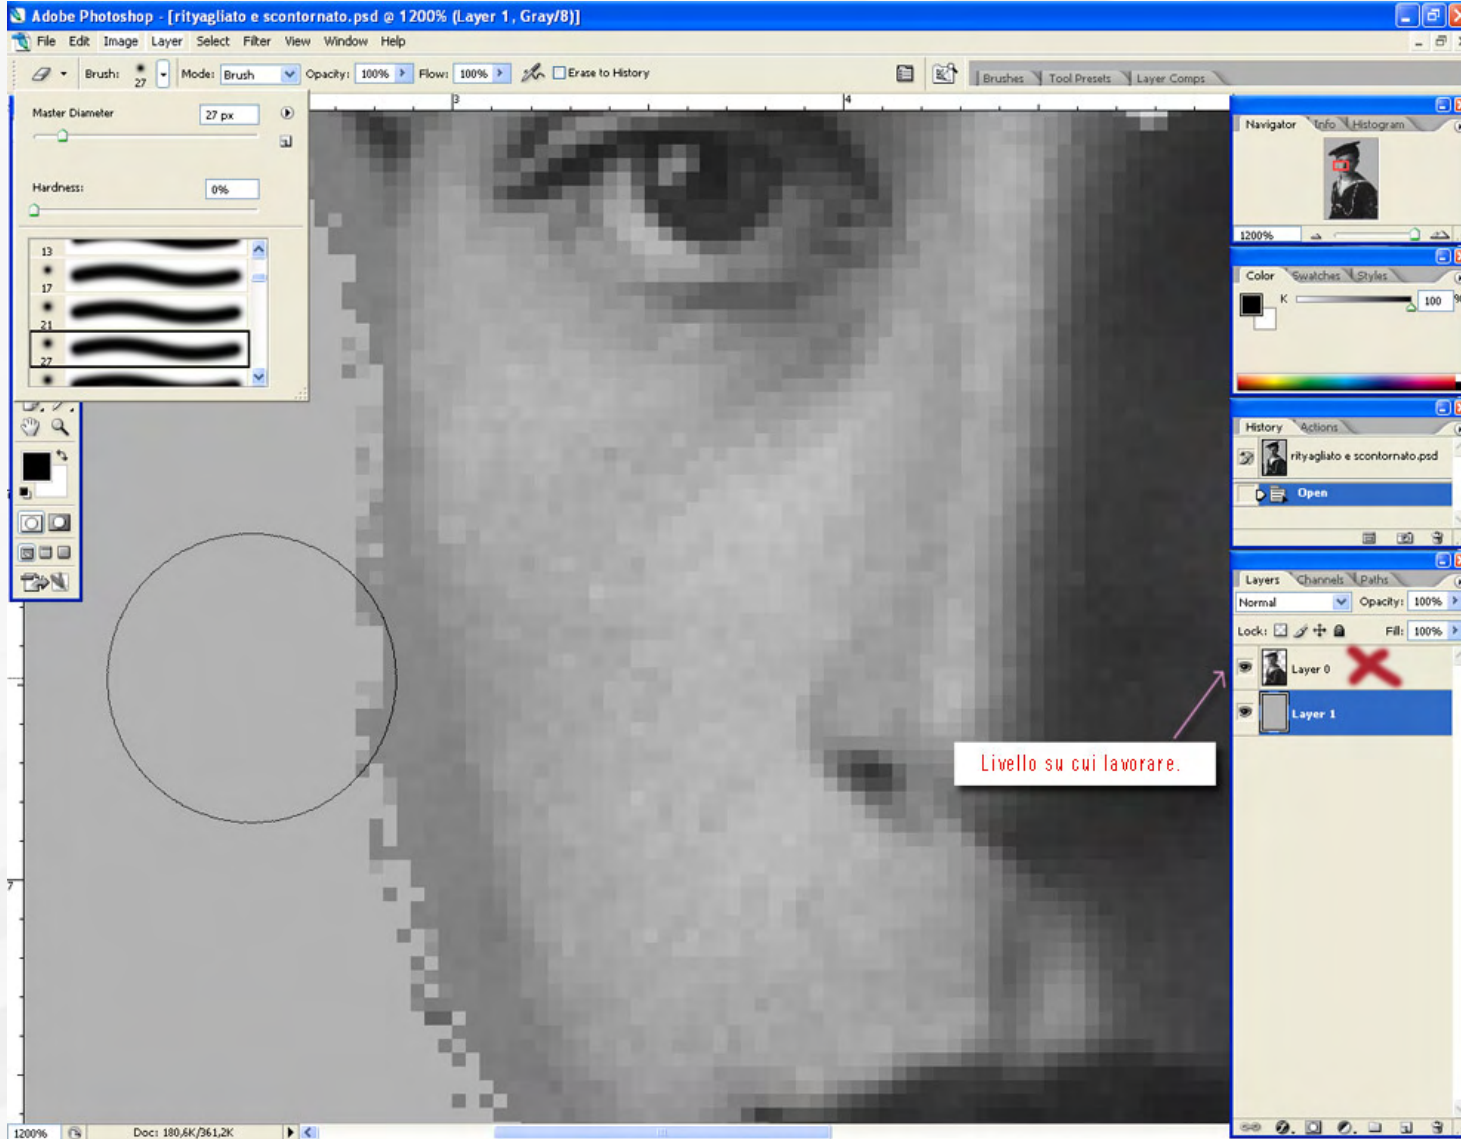 Adobe Photoshop - [rityagliato e scontornato.psd @ 1200% (Layer 1, Gray/8)]
File Edit Image Layer Select Filter View Window Help
Brush: 27 Mode: Brush Opacity: 100% Flow: 100% Erase to History Brushes Tool Presets Layer Comps
Master Diameter 27 px
Hardness: 0%
13
17
21
27
3 4
7
Navigator Info Histogram
1200%
Color Swatches Styles
K 100 %
History Actions
rityagliato e scontornato.psd
Open
Layers Channels Paths
Normal Opacity: 100%
Lock: Fill: 100%
Layer 0
Layer 1
Livello su cui lavorare.
1200% Doc: 180,6K/361,2K